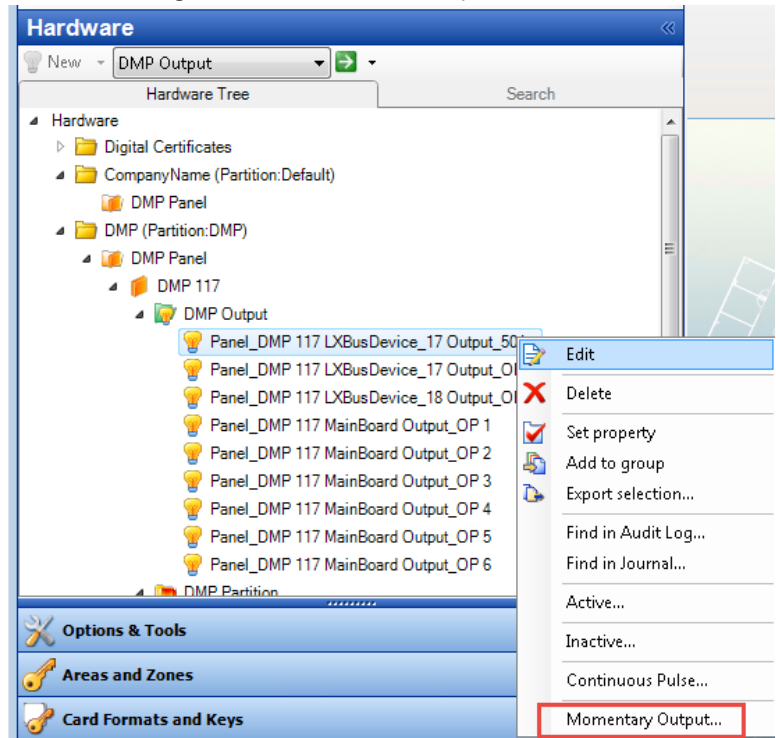 Hardware
New DMP Output
Hardware Tree Search
Hardware
Digital Certificates
CompanyName (Partition:Default)
DMP Panel
DMP (Partition:DMP)
DMP Panel
DMP 117
DMP Output
Panel_DMP 117 LXBusDevice_17 Output_50
Panel_DMP 117 LXBusDevice_17 Output_O
Panel_DMP 117 LXBusDevice_18 Output_O
Panel_DMP 117 MainBoard Output_OP 1
Panel_DMP 117 MainBoard Output_OP 2
Panel_DMP 117 MainBoard Output_OP 3
Panel_DMP 117 MainBoard Output_OP 4
Panel_DMP 117 MainBoard Output_OP 5
Panel_DMP 117 MainBoard Output_OP 6
DMP Partition
Options & Tools
Areas and Zones
Card Formats and Keys
Edit
Delete
Set property
Add to group
Export selection...
Find in Audit Log...
Find in Journal...
Active...
Inactive...
Continuous Pulse...
Momentary Output...